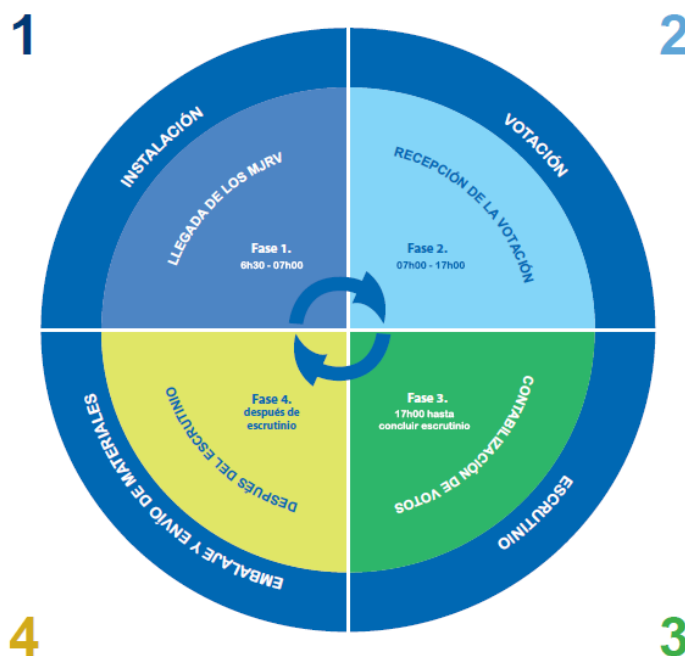 1
INSTALACIÓN
LLEGADA DE LOS MJRV
Fase 1.
6h30 - 07h00
2
VOTACIÓN
RECEPCIÓN DE LA VOTACIÓN
Fase 2.
07h00 - 17h00
3
ESCRUTINIO
CONTABILIZACIÓN DE VOTOS
Fase 3.
17h00 hasta
concluir escrutinio
4
EMBALAJE Y ENVÍO DE MATERIALES
DESPUÉS DEL ESCRUTINIO
Fase 4.
después de
escrutinio